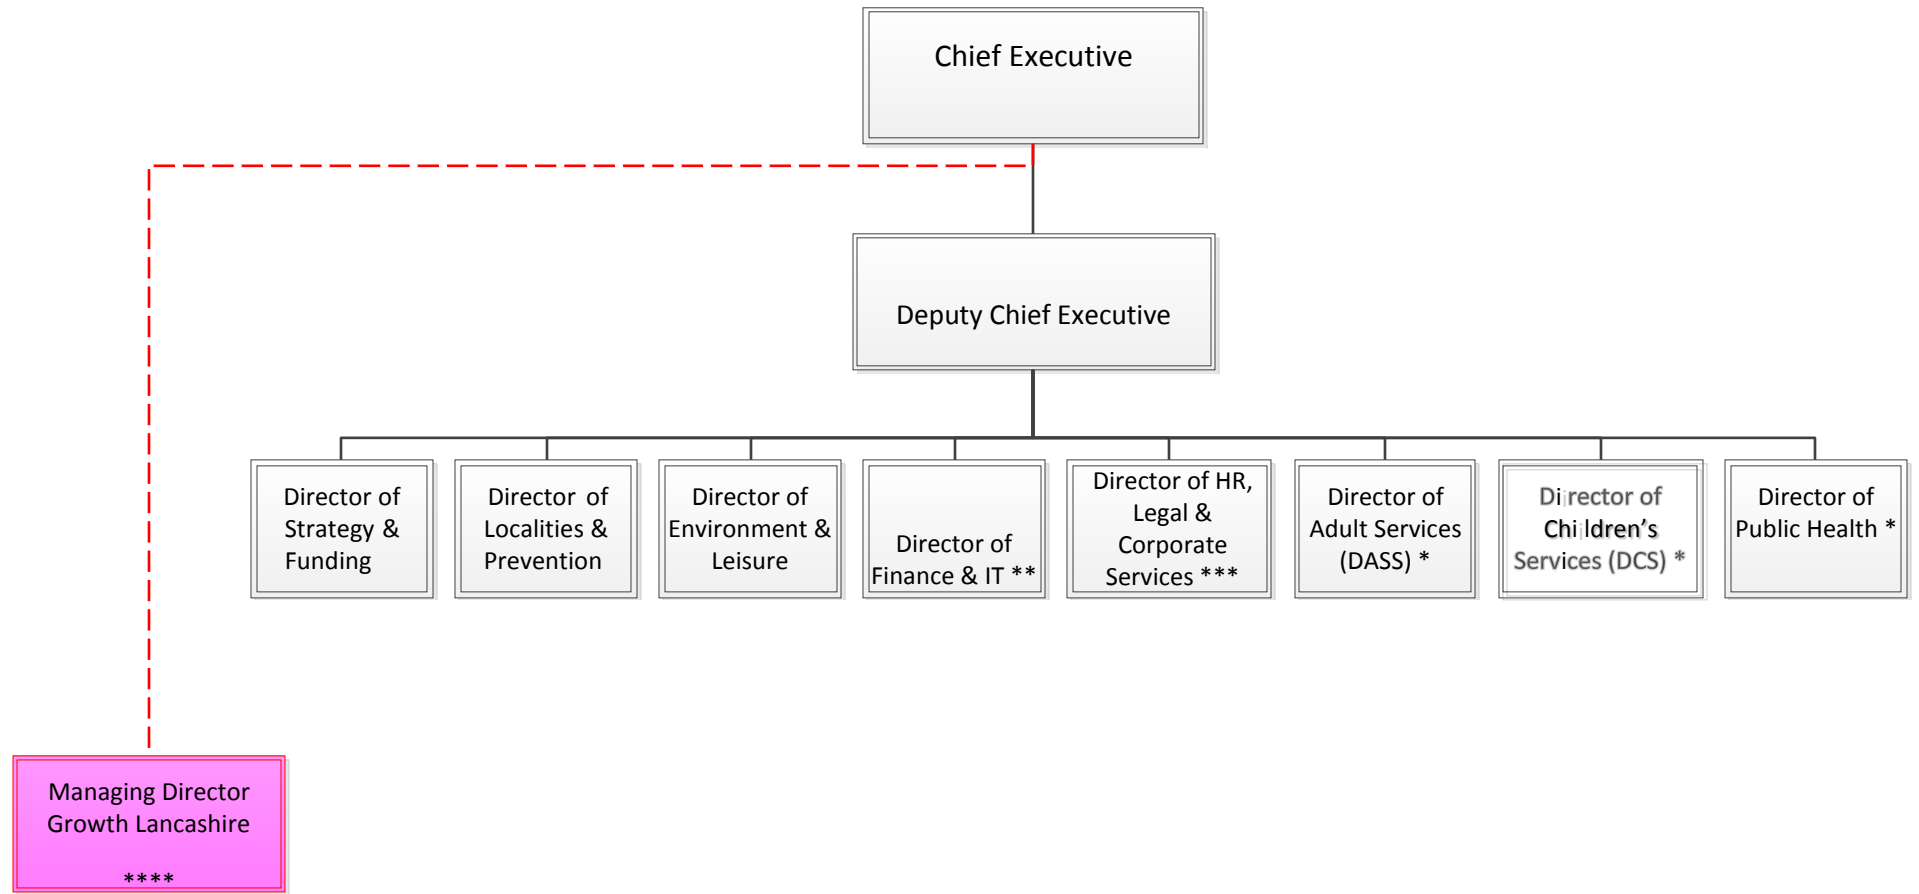 Chief Executive
Deputy Chief Executive
Director of
Strategy &
Funding
Director of
Localities &
Prevention
Director of
Environment &
Leisure
Director of
Finance & IT **
Director of HR,
Legal &
Corporate
Services ***
Director of
Adult Services
(DASS) *
Director of
Children’s
Services (DCS) *
Director of
Public Health *
Managing Director
Growth Lancashire
****